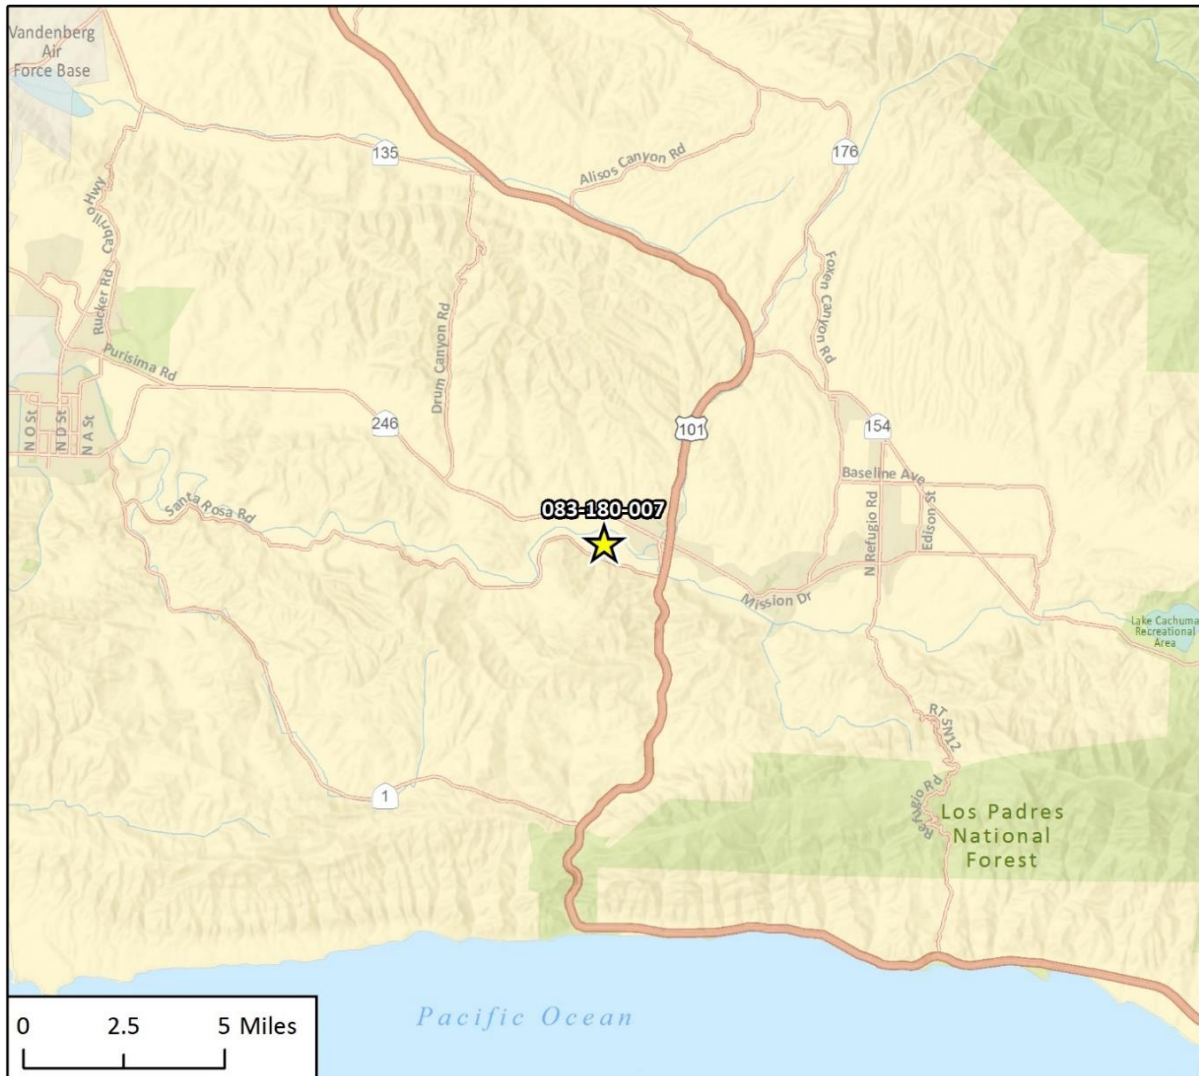 Vandenberg
Air
Force Base
135
Alisos Canyon Rd
176
Cabrillo Hwy
Rucker Rd
Drum Canyon Rd
Foxen Canyon Rd
Purisima Rd
N O St
N D St
N A St
246
101
154
Baseline Ave
Santa Rosa Rd
083-180-007
N Refugio Rd
Edison St
Mission Dr
Lake Cachuma
Recreational
Area
RT 5N12
1
Refugio Rd
Los Padres
National
Forest
Pacific Ocean
0 2.5 5 Miles